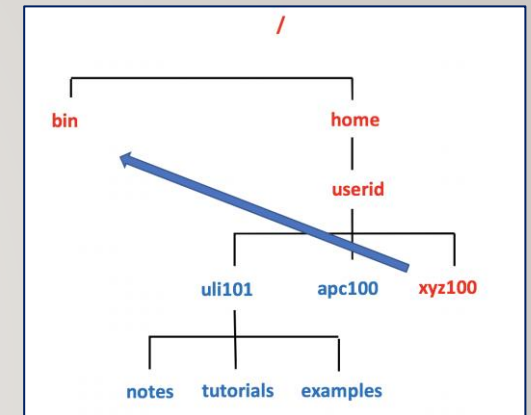 /
bin home
userid
uli101 apc100 xyz100
notes tutorials examples